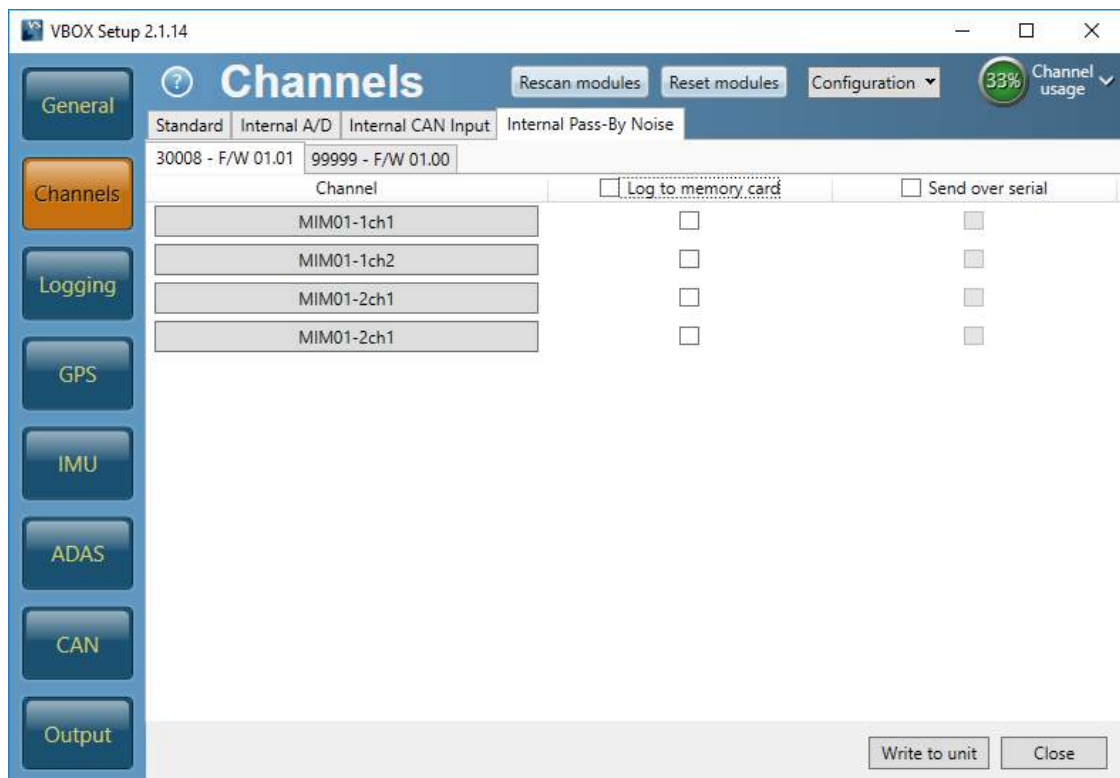 VBOX Setup 2.1.14
General
Channels
Logging
GPS
IMU
ADAS
CAN
Output
? Channels Rescan modules Reset modules Configuration 33% Channel usage
Standard Internal A/D Internal CAN Input Internal Pass-By Noise
30008 - F/W 01.01 99999 - F/W 01.00
Channel Log to memory card Send over serial
MIM01-1ch1
MIM01-1ch2
MIM01-2ch1
MIM01-2ch1
Write to unit Close